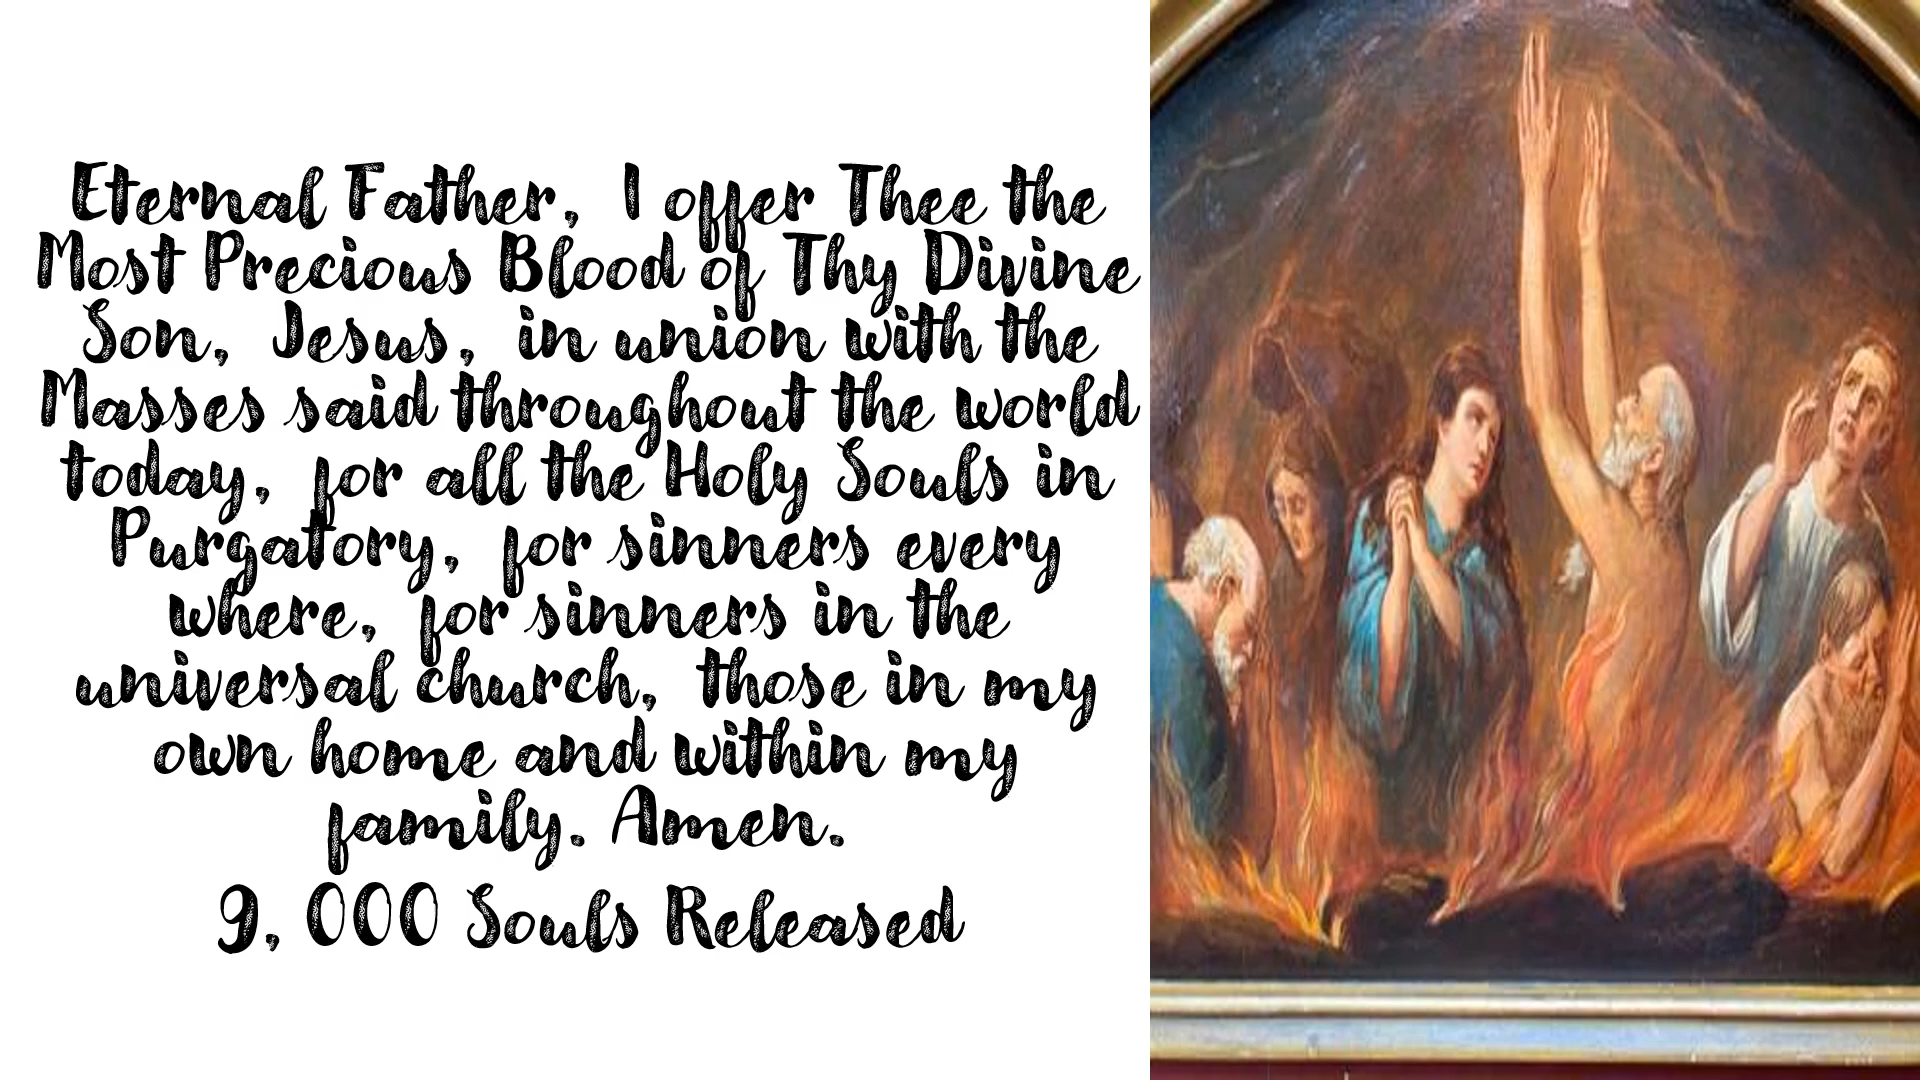 Eternal Father, I offer Thee the
Most Precious Blood of Thy Divine
Son, Jesus, in union with the
Masses said throughout the world
today, for all the Holy Souls in
Purgatory, for sinners every
where, for sinners in the
universal church, those in my
own home and within my
family. Amen.
9, 000 Souls Released